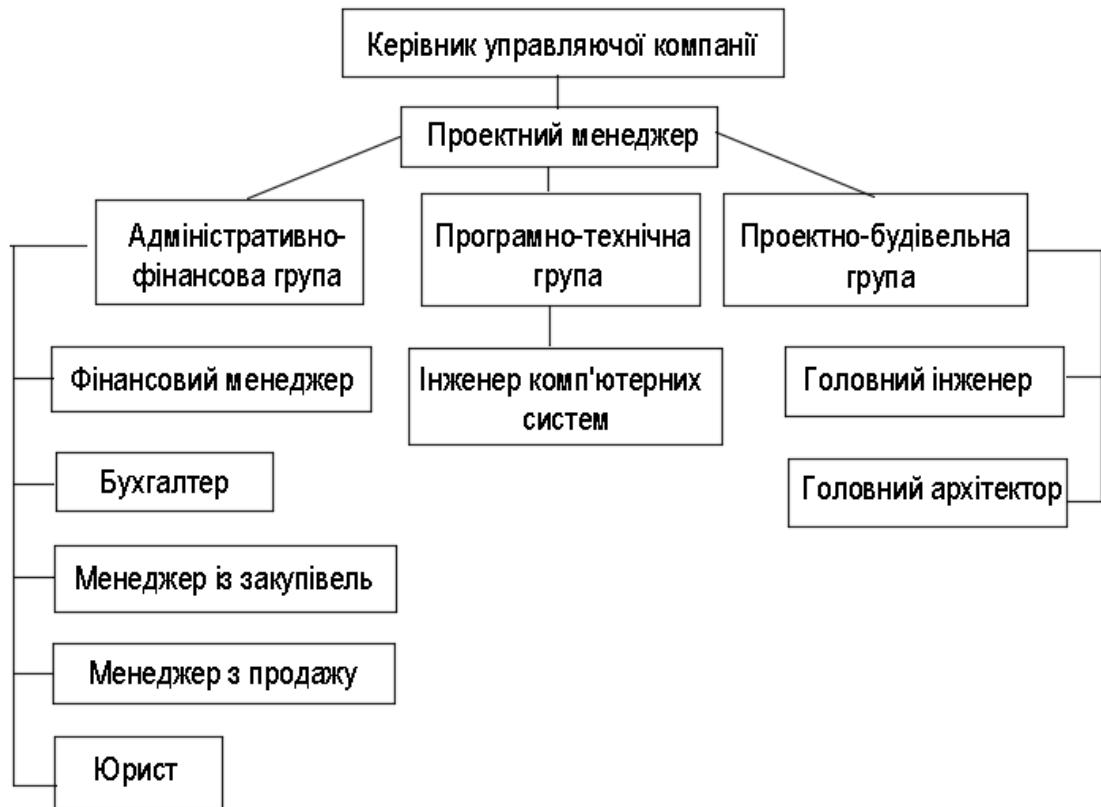 Керівник управляючої компанії
Проектний менеджер
Адміністративно-
фінансова група
Програмно-технічна
група
Проектно-будівельна
група
Фінансовий менеджер
Інженер комп'ютерних
систем
Головний інженер
Бухгалтер
Головний архітектор
Менеджер із закупівель
Менеджер з продажу
Юрист